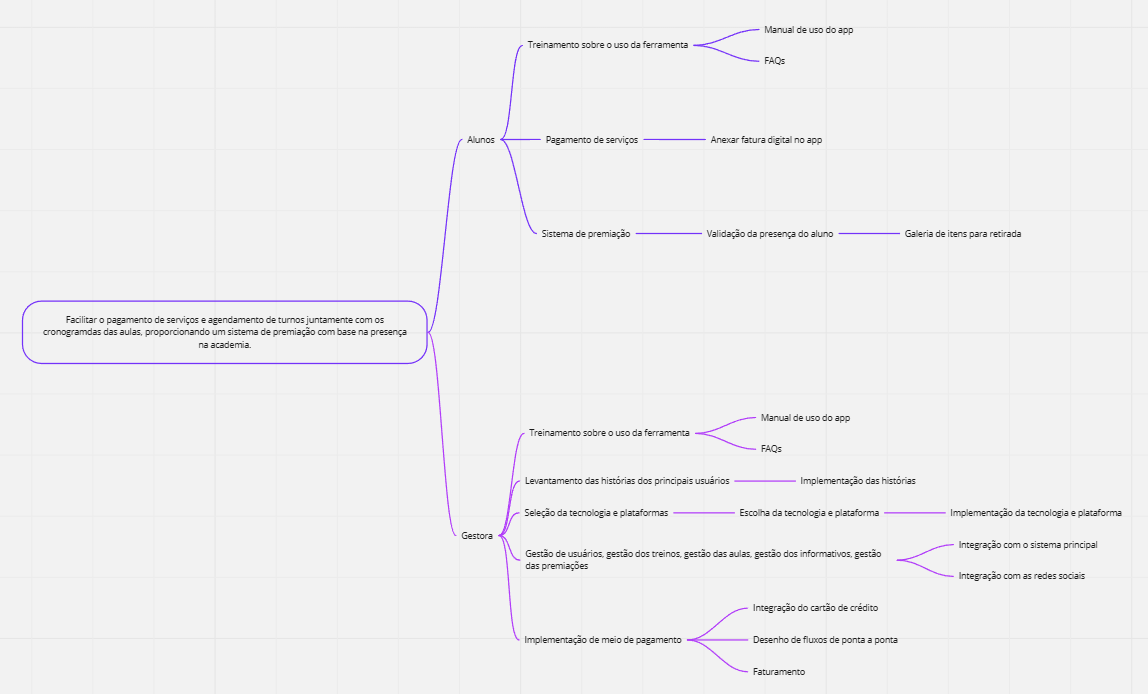 Treinamento sobre o uso da ferramenta
Manual de uso do app
FAQs
Alunos
Pagamento de serviços
Anexar fatura digital no app
Sistema de premiação
Validação da presença do aluno
Galeria de itens para retirada
Facilitar o pagamento de serviços e agendamento de turnos juntamente com os
cronogramdas das aulas, proporcionando um sistema de premiação com base na presença
na academia.
Gestora
Treinamento sobre o uso da ferramenta
Manual de uso do app
FAQs
Levantamento das histórias dos principais usuários
Implementação das histórias
Seleção da tecnologia e plataformas
Escolha da tecnologia e plataforma
Implementação da tecnologia e plataforma
Gestão de usuários, gestão dos treinos, gestão das aulas, gestão dos informativos, gestão
das premiações
Integração com o sistema principal
Integração com as redes sociais
Implementação de meio de pagamento
Integração do cartão de crédito
Desenho de fluxos de ponta a ponta
Faturamento